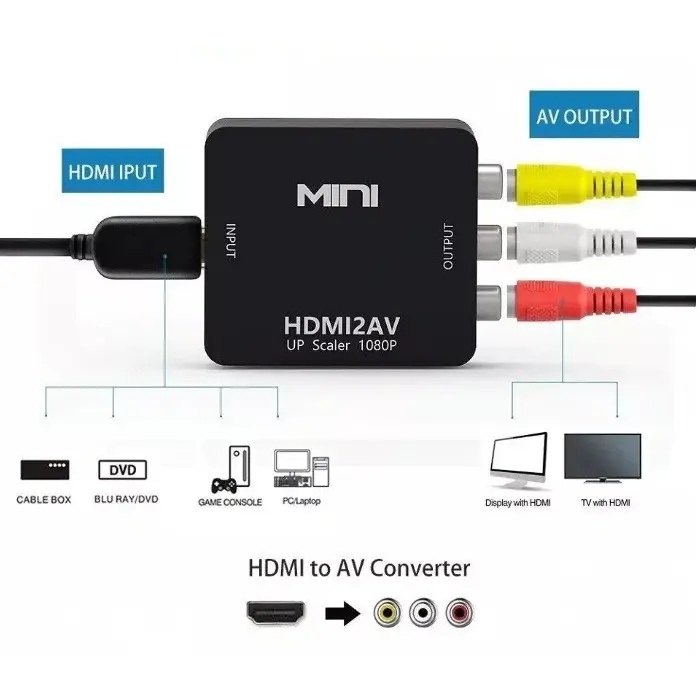 AV OUTPUT
HDMI IPUT
MINI
INPUT
OUTPUT
HDMI2AV
UP Scaler 1080P
DVD
CABLE BOX
BLU RAY/DVD
GAME CONSOLE
PC/Laptop
Display with HDMI
TV with HDMI
HDMI to AV Converter